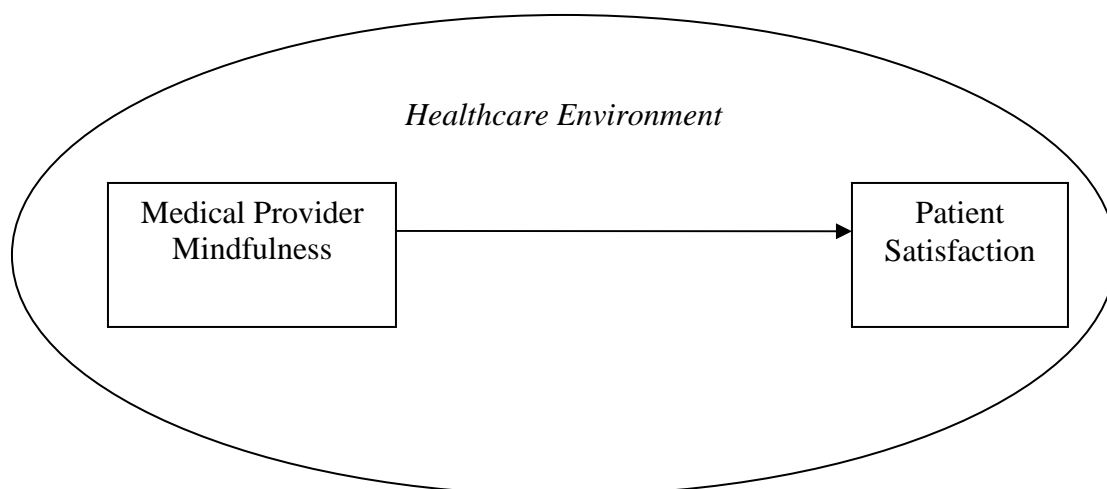 Healthcare Environment
Medical Provider
Mindfulness
Patient
Satisfaction